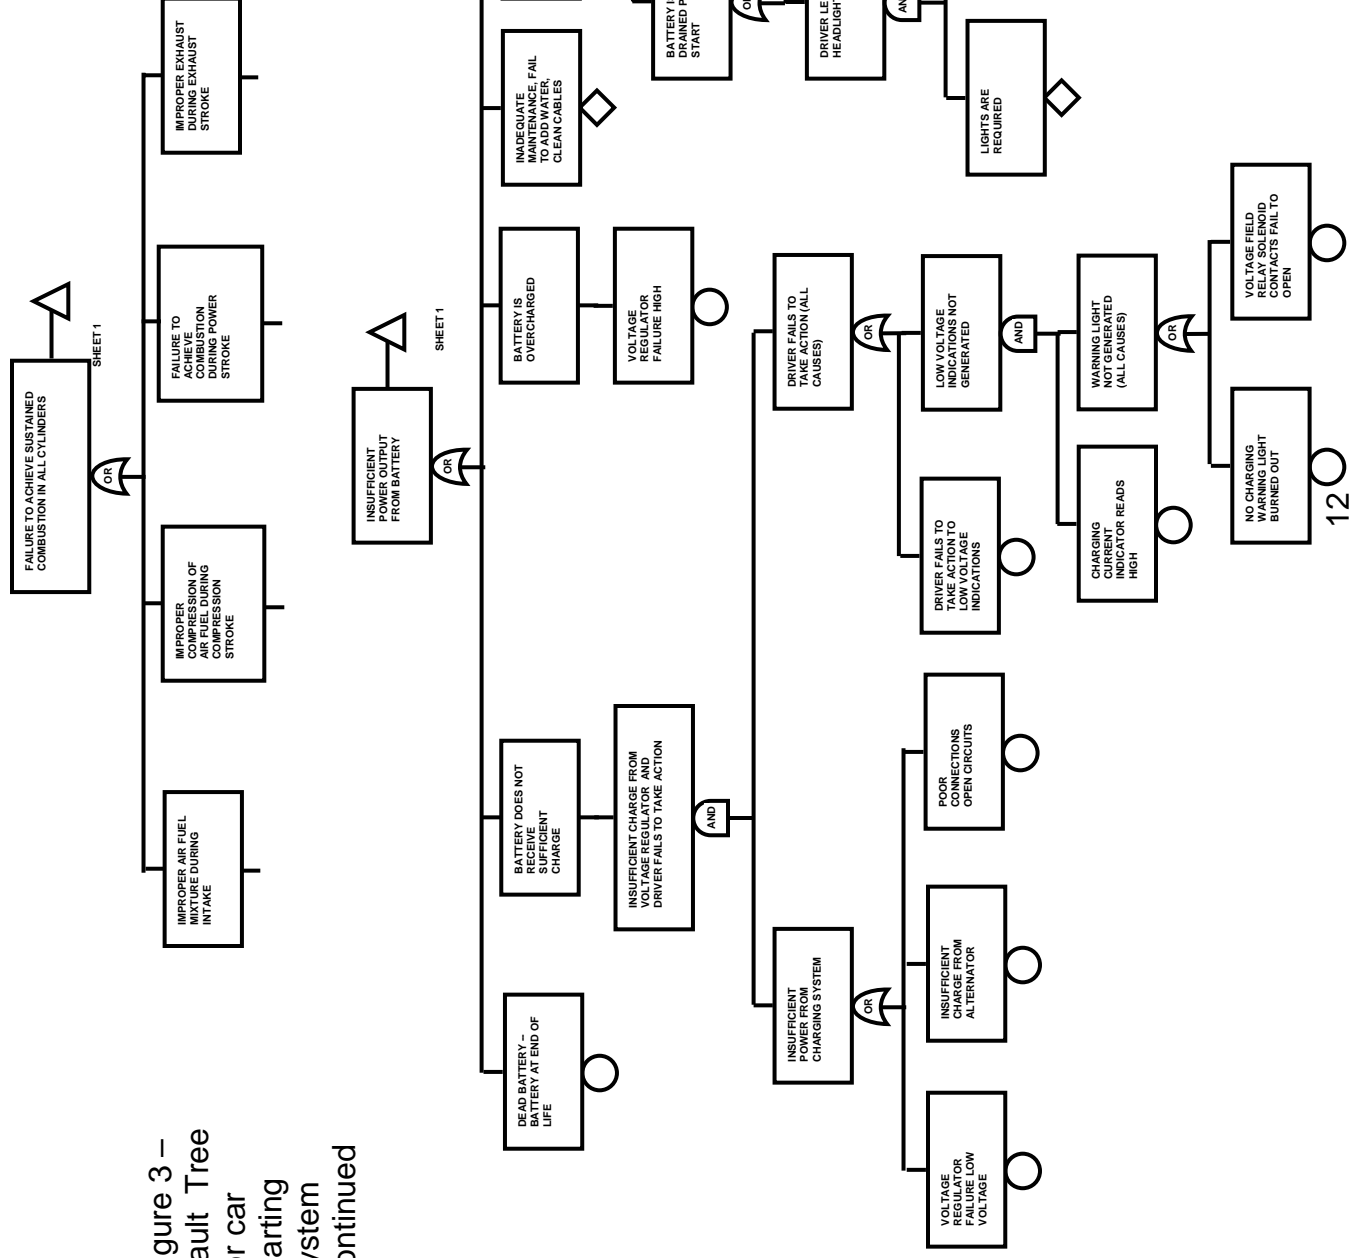 gure 3 –
ault Tree
r car
arting
ystem
ontinued
FAILURE TO ACHIEVE SUSTAINED
COMBUSTION IN ALL CYLINDERS
SHEET 1
OR
IMPROPER AIR FUEL
MIXTURE DURING
INTAKE
IMPROPER
COMPRESSION OF
AIR FUEL DURING
COMPRESSION
STROKE
FAILURE TO
ACHIEVE
COMBUSTION
DURING POWER
STROKE
IMPROPER EXHAUST
DURING EXHAUST
STROKE
INSUFFICIENT
POWER OUTPUT
FROM BATTERY
SHEET 1
OR
DEAD BATTERY –
BATTERY AT END OF
LIFE
BATTERY DOES NOT
RECEIVE
SUFFICIENT
CHARGE
BATTERY IS
OVERCHARGED
INADEQUATE
MAINTENANCE, FAIL
TO ADD WATER,
CLEAN CABLES
INSUFFICIENT CHARGE FROM
VOLTAGE REGULATOR AND
DRIVER FAILS TO TAKE ACTION
VOLTAGE
REGULATOR
FAILURE HIGH
BATTERY I
DRAINED P
START
AND
OR
INSUFFICIENT
POWER FROM
CHARGING SYSTEM
DRIVER FAILS TO
TAKE ACTION (ALL
CAUSES)
DRIVER LE
HEADLIGHT
OR
OR
AN
VOLTAGE
REGULATOR
FAILURE LOW
VOLTAGE
INSUFFICIENT
CHARGE FROM
ALTERNATOR
POOR
CONNECTIONS
OPEN CIRCUITS
DRIVER FAILS TO
TAKE ACTION TO
LOW VOLTAGE
INDICATIONS
LOW VOLTAGE
INDICATIONS NOT
GENERATED
LIGHTS ARE
REQUIRED
AND
CHARGING
CURRENT
INDICATOR READS
HIGH
WARNING LIGHT
NOT GENERATED
(ALL CAUSES)
OR
NO CHARGING
WARNING LIGHT
BURNED OUT
VOLTAGE FIELD
RELAY SOLENOID
CONTACTS FAIL TO
OPEN
12